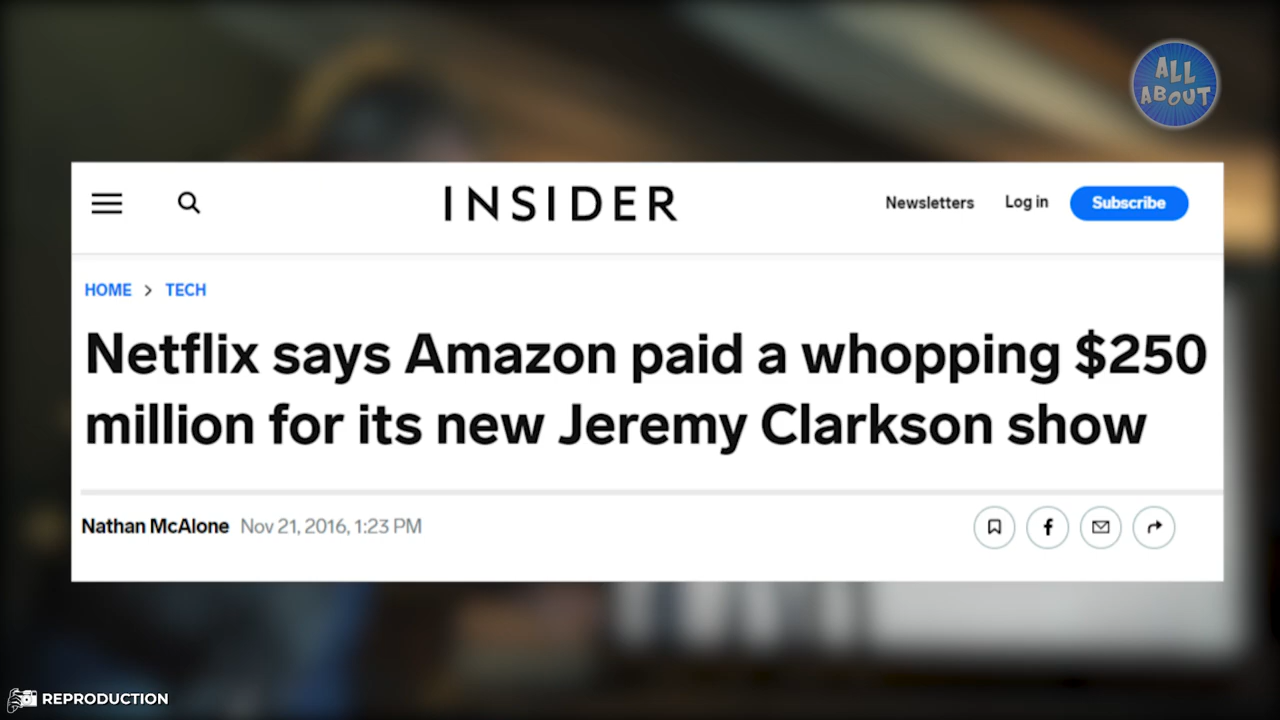 ALL
ABOUT
INSIDER
Newsletters Log in Subscribe
HOME > TECH
Netflix says Amazon paid a whopping $250
million for its new Jeremy Clarkson show
Nathan McAlone Nov 21, 2016, 1:23 PM
REPRODUCTION